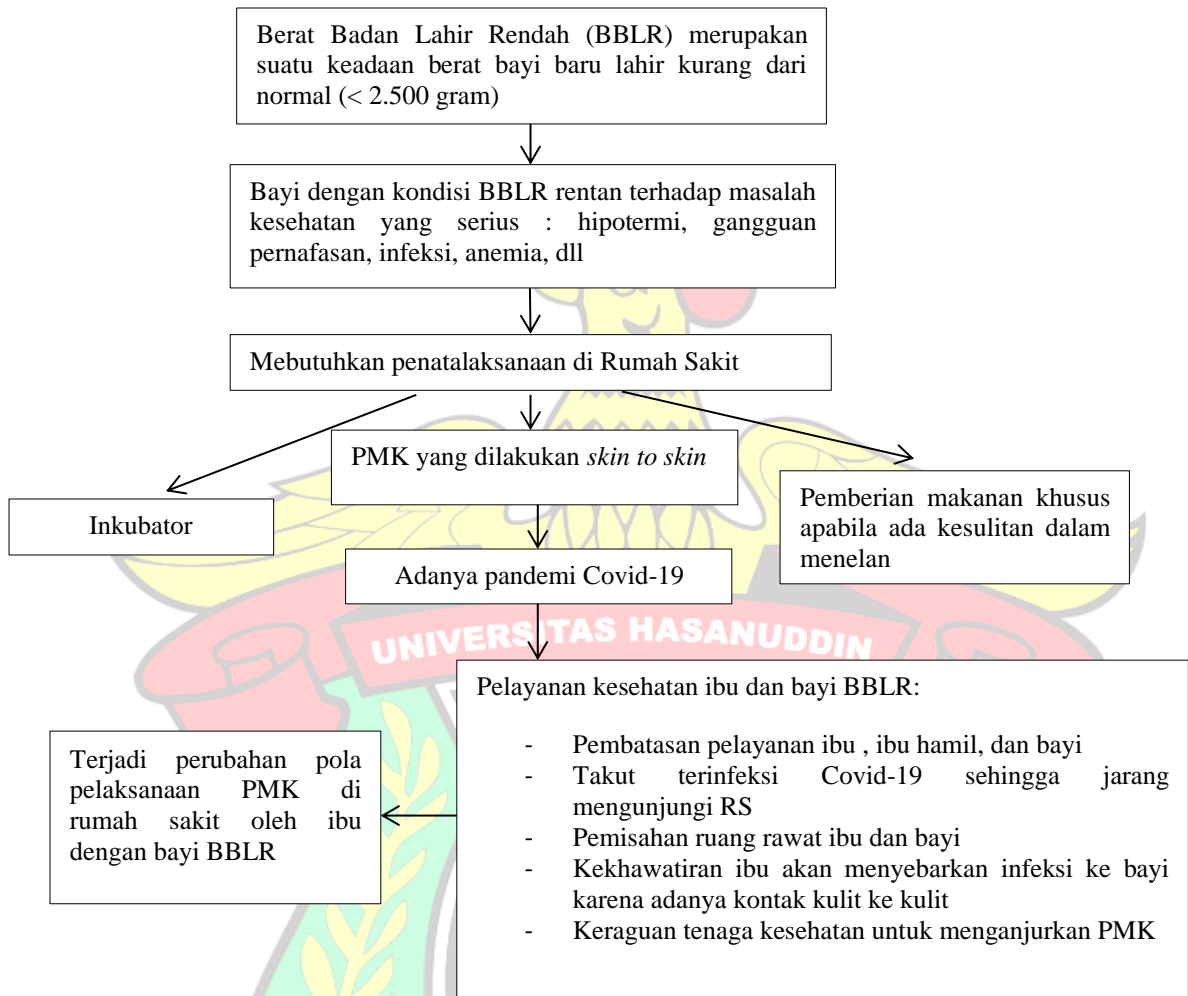 Berat Badan Lahir Rendah (BBLR) merupakan
suatu keadaan berat bayi baru lahir kurang dari
normal (< 2.500 gram)
Bayi dengan kondisi BBLR rentan terhadap masalah
kesehatan yang serius : hipotermi, gangguan
pernafasan, infeksi, anemia, dll
Mebutuhkan penatalaksanaan di Rumah Sakit
PMK yang dilakukan skin to skin
Inkubator
Pemberian makanan khusus
apabila ada kesulitan dalam
menelan
Adanya pandemi Covid-19
UNIVERSITAS HASANUDDIN
Pelayanan kesehatan ibu dan bayi BBLR:
- Pembatasan pelayanan ibu , ibu hamil, dan bayi
- Takut terinfeksi Covid-19 sehingga jarang
mengunjungi RS
- Pemisahan ruang rawat ibu dan bayi
- Kekhawatiran ibu akan menyebarkan infeksi ke bayi
karena adanya kontak kulit ke kulit
- Keraguan tenaga kesehatan untuk menganjurkan PMK
Terjadi perubahan pola
pelaksanaan PMK di
rumah sakit oleh ibu
dengan bayi BBLR